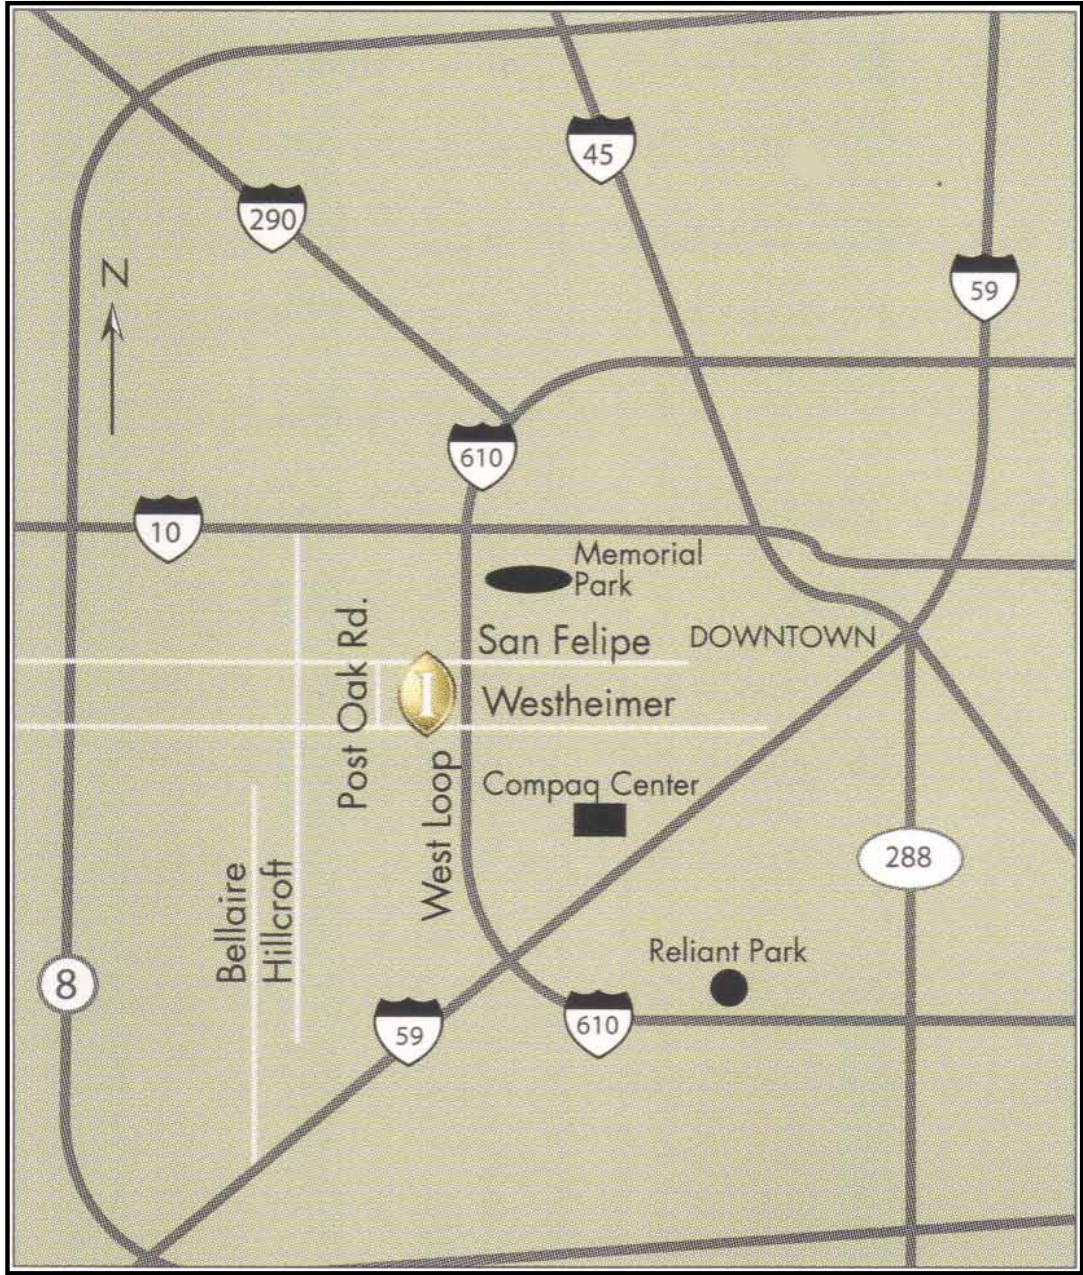 45
290
N
59
610
10
Memorial
Park
Post Oak Rd.
San Felipe
DOWNTOWN
I
Westheimer
West Loop
Compaq Center
288
Bellaire
Hillcroft
Reliant Park
8
59
610